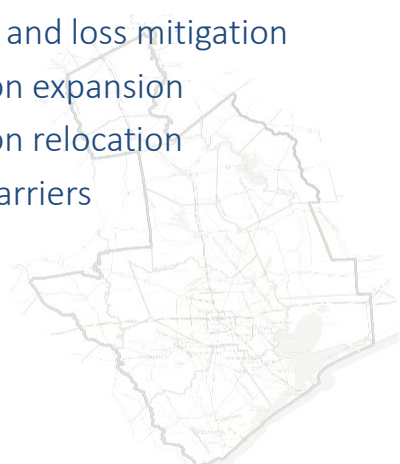 and loss mitigation
on expansion
on relocation
arriers